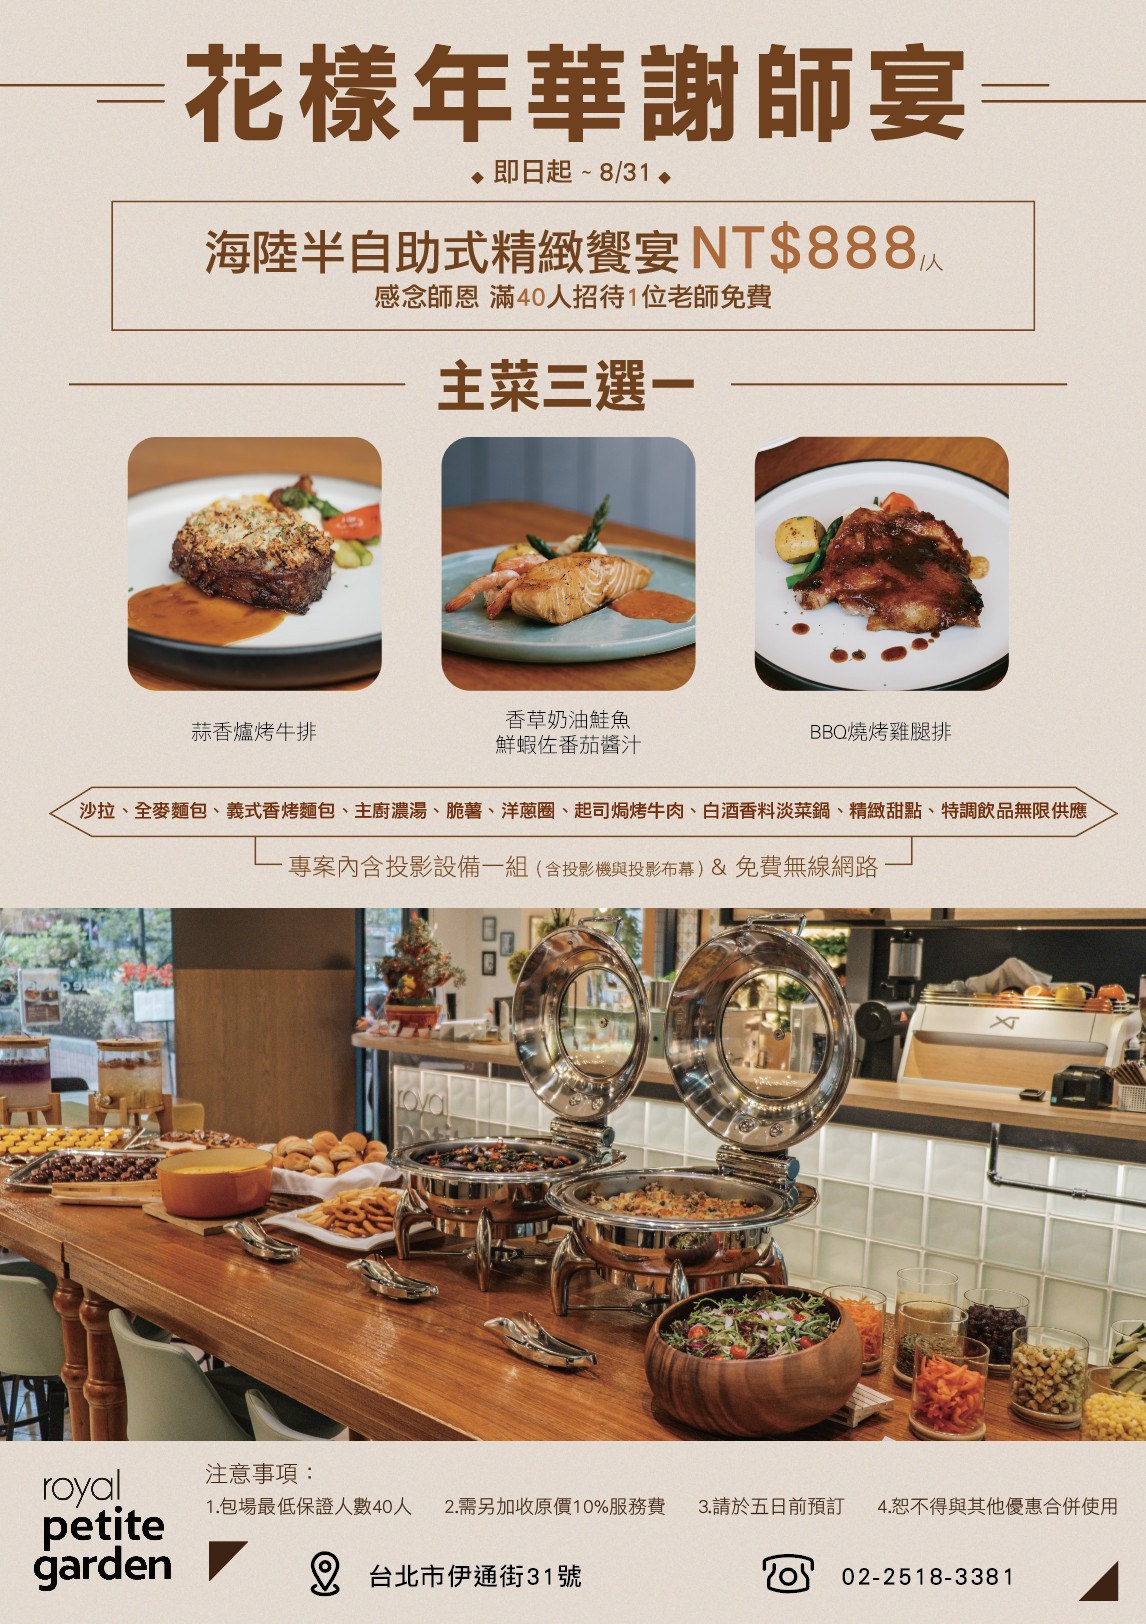 花樣年華謝師宴
◆ 即日起 ~ 8/31 ◆
海陸半自助式精緻饗宴 NT$888/人
感念師恩 滿40人招待1位老師免費
主菜三選一
蒜香爐烤牛排
香草奶油鮭魚
鮮蝦佐番茄醬汁
BBQ燒烤雞腿排
沙拉、全麥麵包、義式香烤麵包、主廚濃湯、脆薯、洋蔥圈、起司焗烤牛肉、白酒香料淡菜鍋、精緻甜點、特調飲品無限供應
專案內含投影設備一組 ( 含投影機與投影布幕 ) & 免費無線網路
royal
royal
petite
garden
注意事項：
1.包場最低保證人數40人 2.需另加收原價10%服務費 3.請於五日前預訂 4.恕不得與其他優惠合併使用
台北市伊通街31號
02-2518-3381